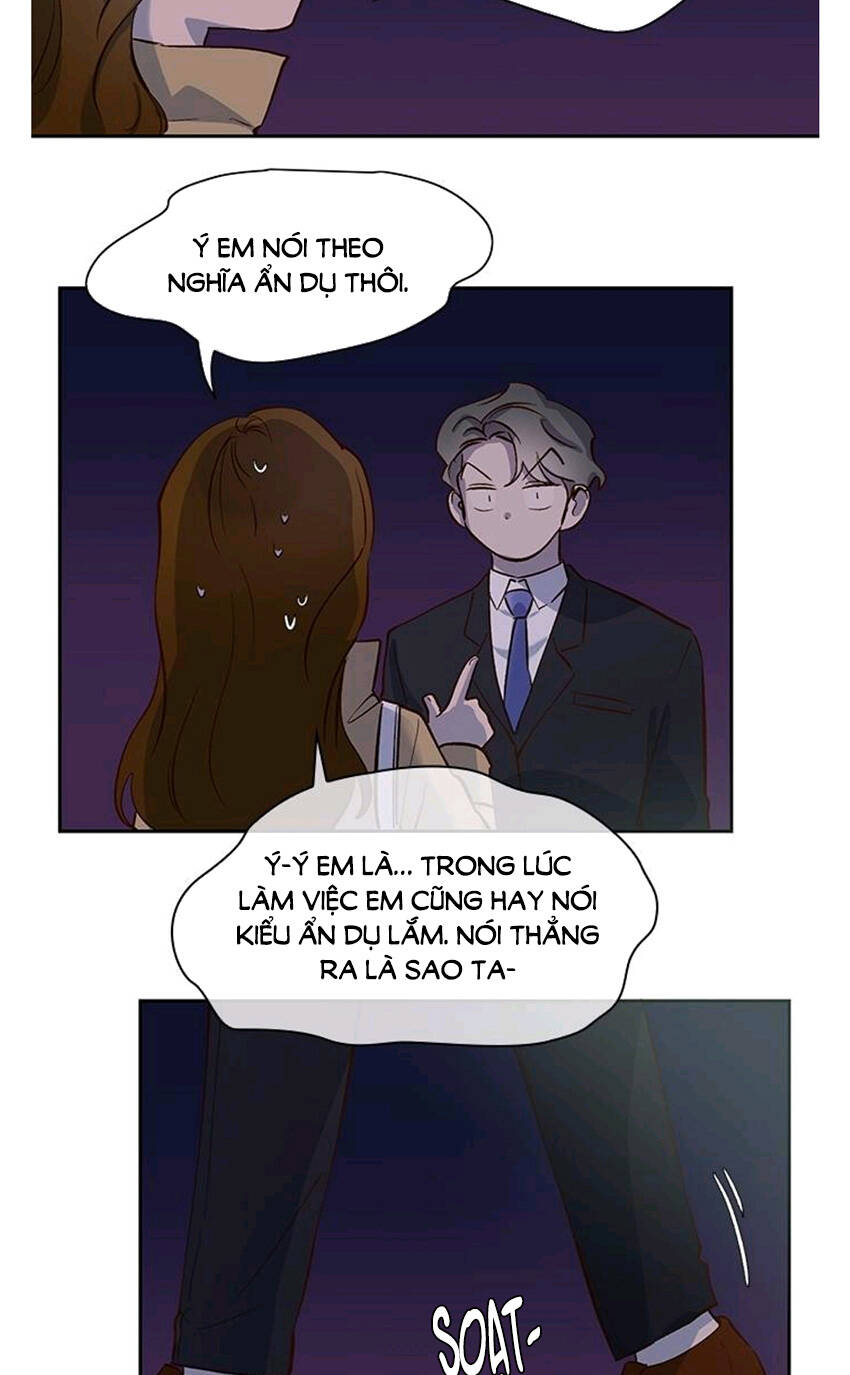 Ý EM NÓI THEO
NGHĨA ẨN DỤ THÔI.
Ý-Ý EM LÀ... TRONG LÚC
LÀM VIỆC EM CŨNG HAY NÓI
KIỂU ẨN DỤ LẮM. NÓI THẲNG
RA LÀ SAO TA-
SOẠT-